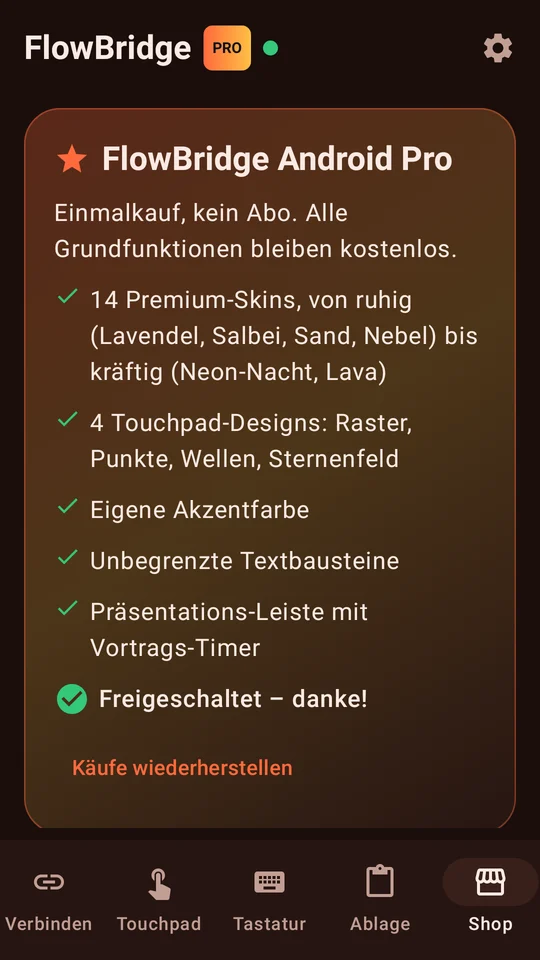 FlowBridge PRO
FlowBridge Android Pro
Einmalkauf, kein Abo. Alle
Grundfunktionen bleiben kostenlos.
14 Premium-Skins, von ruhig
(Lavendel, Salbei, Sand, Nebel) bis
kräftig (Neon-Nacht, Lava)
4 Touchpad-Designs: Raster,
Punkte, Wellen, Sternenfeld
Eigene Akzentfarbe
Unbegrenzte Textbausteine
Präsentations-Leiste mit
Vortrags-Timer
Freigeschaltet – danke!
Käufe wiederherstellen
Verbinden Touchpad Tastatur Ablage Shop